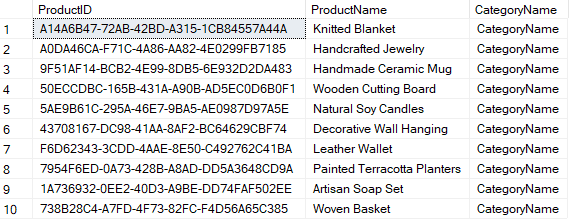 ProductID ProductName CategoryName
1 A14A6B47-72AB-42BD-A315-1CB84557A44A Knitted Blanket CategoryName
2 A0DA46CA-F71C-4A86-AA82-4E0299FB7185 Handcrafted Jewelry CategoryName
3 9F51AF14-BCB2-4E99-8DB5-6E932D2DA483 Handmade Ceramic Mug CategoryName
4 50ECCDBC-165B-431A-A90B-AD5EC0D6B0F1 Wooden Cutting Board CategoryName
5 5AE9B61C-295A-46E7-9BA5-AE0987D97A5E Natural Soy Candles CategoryName
6 43708167-DC98-41AA-8AF2-BC64629CBF74 Decorative Wall Hanging CategoryName
7 F6D62343-3CDD-4AAE-8E50-C492762C41BA Leather Wallet CategoryName
8 7954F6ED-0A73-428B-A8AD-DD5A3648CD9A Painted Terracotta Planters CategoryName
9 1A736932-0EE2-40D3-A9BE-DD74FAF502EE Artisan Soap Set CategoryName
10 738B28C4-A7FD-4F73-82FC-F4D56A65C385 Woven Basket CategoryName